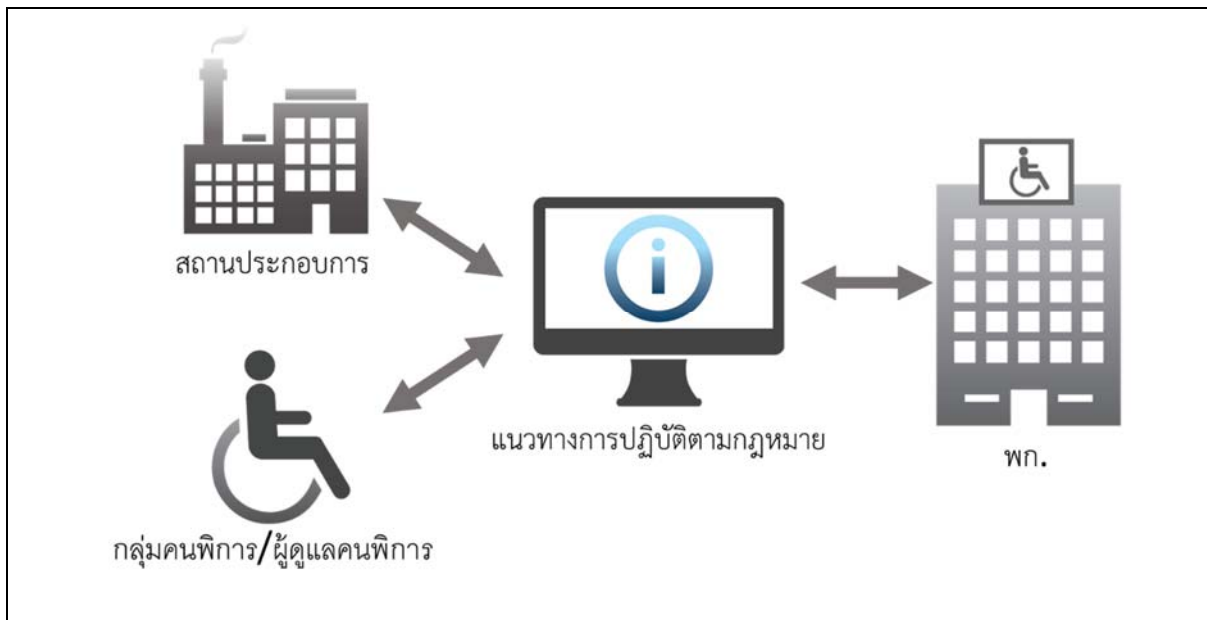 สถานประกอบการ
แนวทางการปฏิบัติตามกฎหมาย
พก.
กลุ่มคนพิการ/ผู้ดูแลคนพิการ